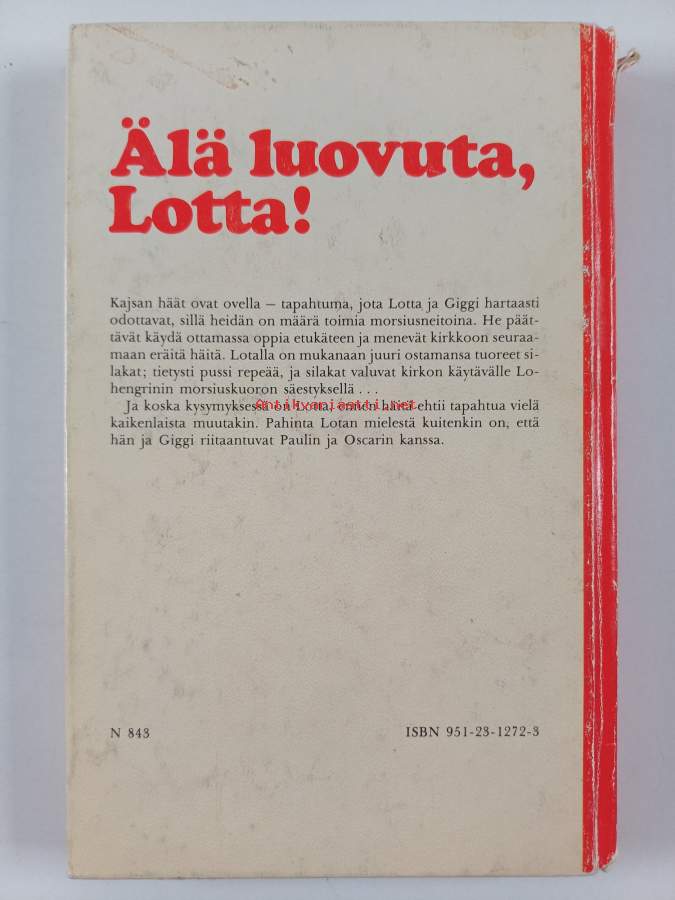 Älä luovuta,
Lotta!
Kajsan häät ovat ovella – tapahtuma, jota Lotta ja Giggi hartaasti
odottavat, sillä heidän on määrä toimia morsiusneitoina. He päät-
tävät käydä ottamassa oppia etukäteen ja menevät kirkkoon seuraa-
maan eräitä häitä. Lotalla on mukanaan juuri ostamansa tuoreet si-
lakat; tietysti pussi repeää, ja silakat valuvat kirkon käytävälle Lo-
hengrinin morsiuskuoron säestyksellä . . .
Ja koska kysymyksessä on Lotta, ennen häitä ehtii tapahtua vielä
Antikvariaatti.net
kaikenlaista muutakin. Pahinta Lotan mielestä kuitenkin on, että
hän ja Giggi riitaantuvat Paulin ja Oscarin kanssa.
N 843
ISBN 951-23-1272-3